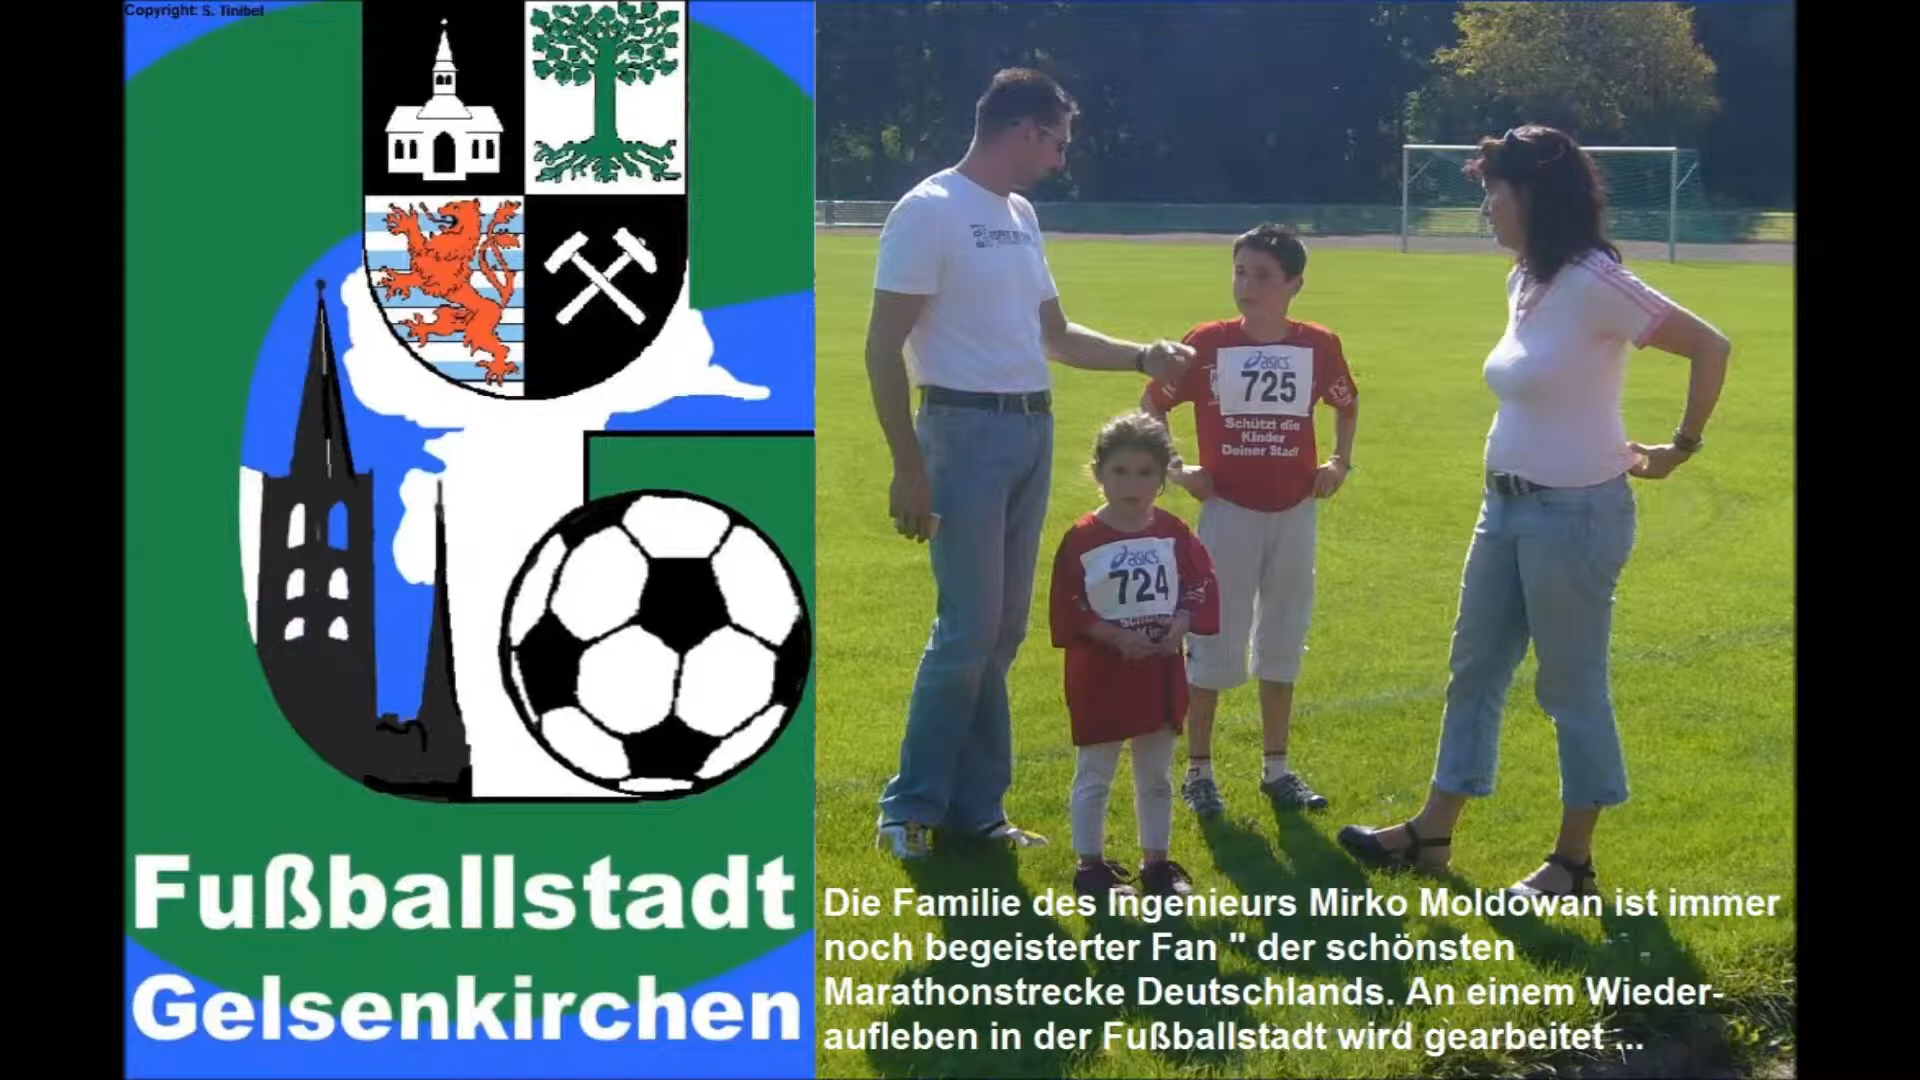 Copyright: S. Tinibel
Fußballstadt
Gelsenkirchen
asics
725
Schützt die
Kinder
Deiner Stadt
asics
724
Die Familie des Ingenieurs Mirko Moldowan ist immer
noch begeisterter Fan " der schönsten
Marathonstrecke Deutschlands. An einem Wieder-
aufleben in der Fußballstadt wird gearbeitet ...